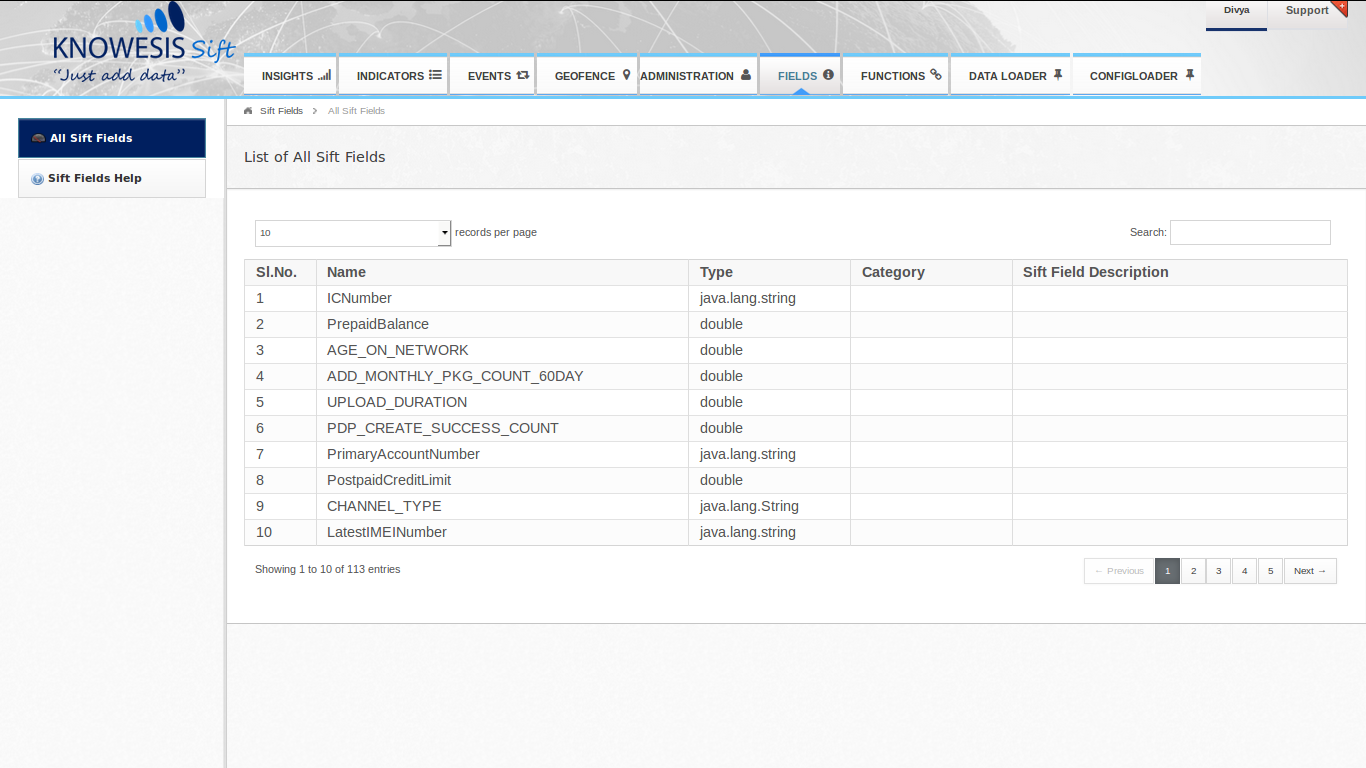 Divya Support
KNOWESIS Sift
"Just add data"
INSIGHTS INDICATORS EVENTS GEOFENCE ADMINISTRATION FIELDS FUNCTIONS DATA LOADER CONFIGLOADER
Sift Fields All Sift Fields
All Sift Fields
Sift Fields Help
List of All Sift Fields
10 records per page Search:
Sl.No. Name Type Category Sift Field Description
1 ICNumber java.lang.string
2 PrepaidBalance double
3 AGE_ON_NETWORK double
4 ADD_MONTHLY_PKG_COUNT_60DAY double
5 UPLOAD_DURATION double
6 PDP_CREATE_SUCCESS_COUNT double
7 PrimaryAccountNumber java.lang.string
8 PostpaidCreditLimit double
9 CHANNEL_TYPE java.lang.String
10 LatestIMEINumber java.lang.string
Showing 1 to 10 of 113 entries ← Previous 1 2 3 4 5 Next →